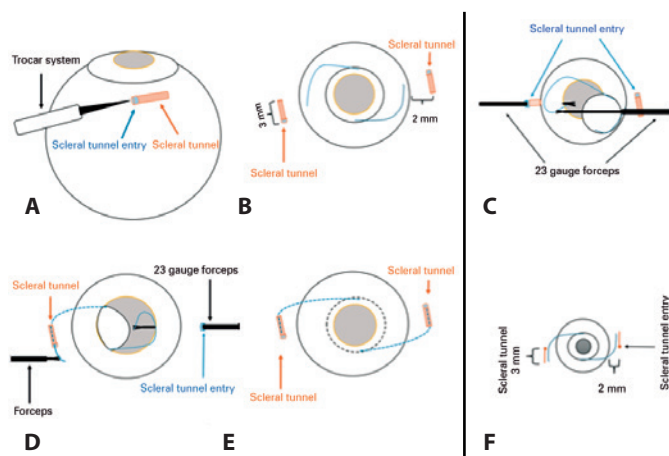 Trocar system
Scleral tunnel entry
Scleral tunnel
A
Scleral tunnel
3 mm
2 mm
Scleral tunnel
B
Scleral tunnel entry
23 gauge forceps
C
Scleral tunnel
23 gauge forceps
Scleral tunnel entry
Forceps
D
Scleral tunnel
Scleral tunnel
E
Scleral tunnel
3 mm
2 mm
Scleral tunnel entry
F